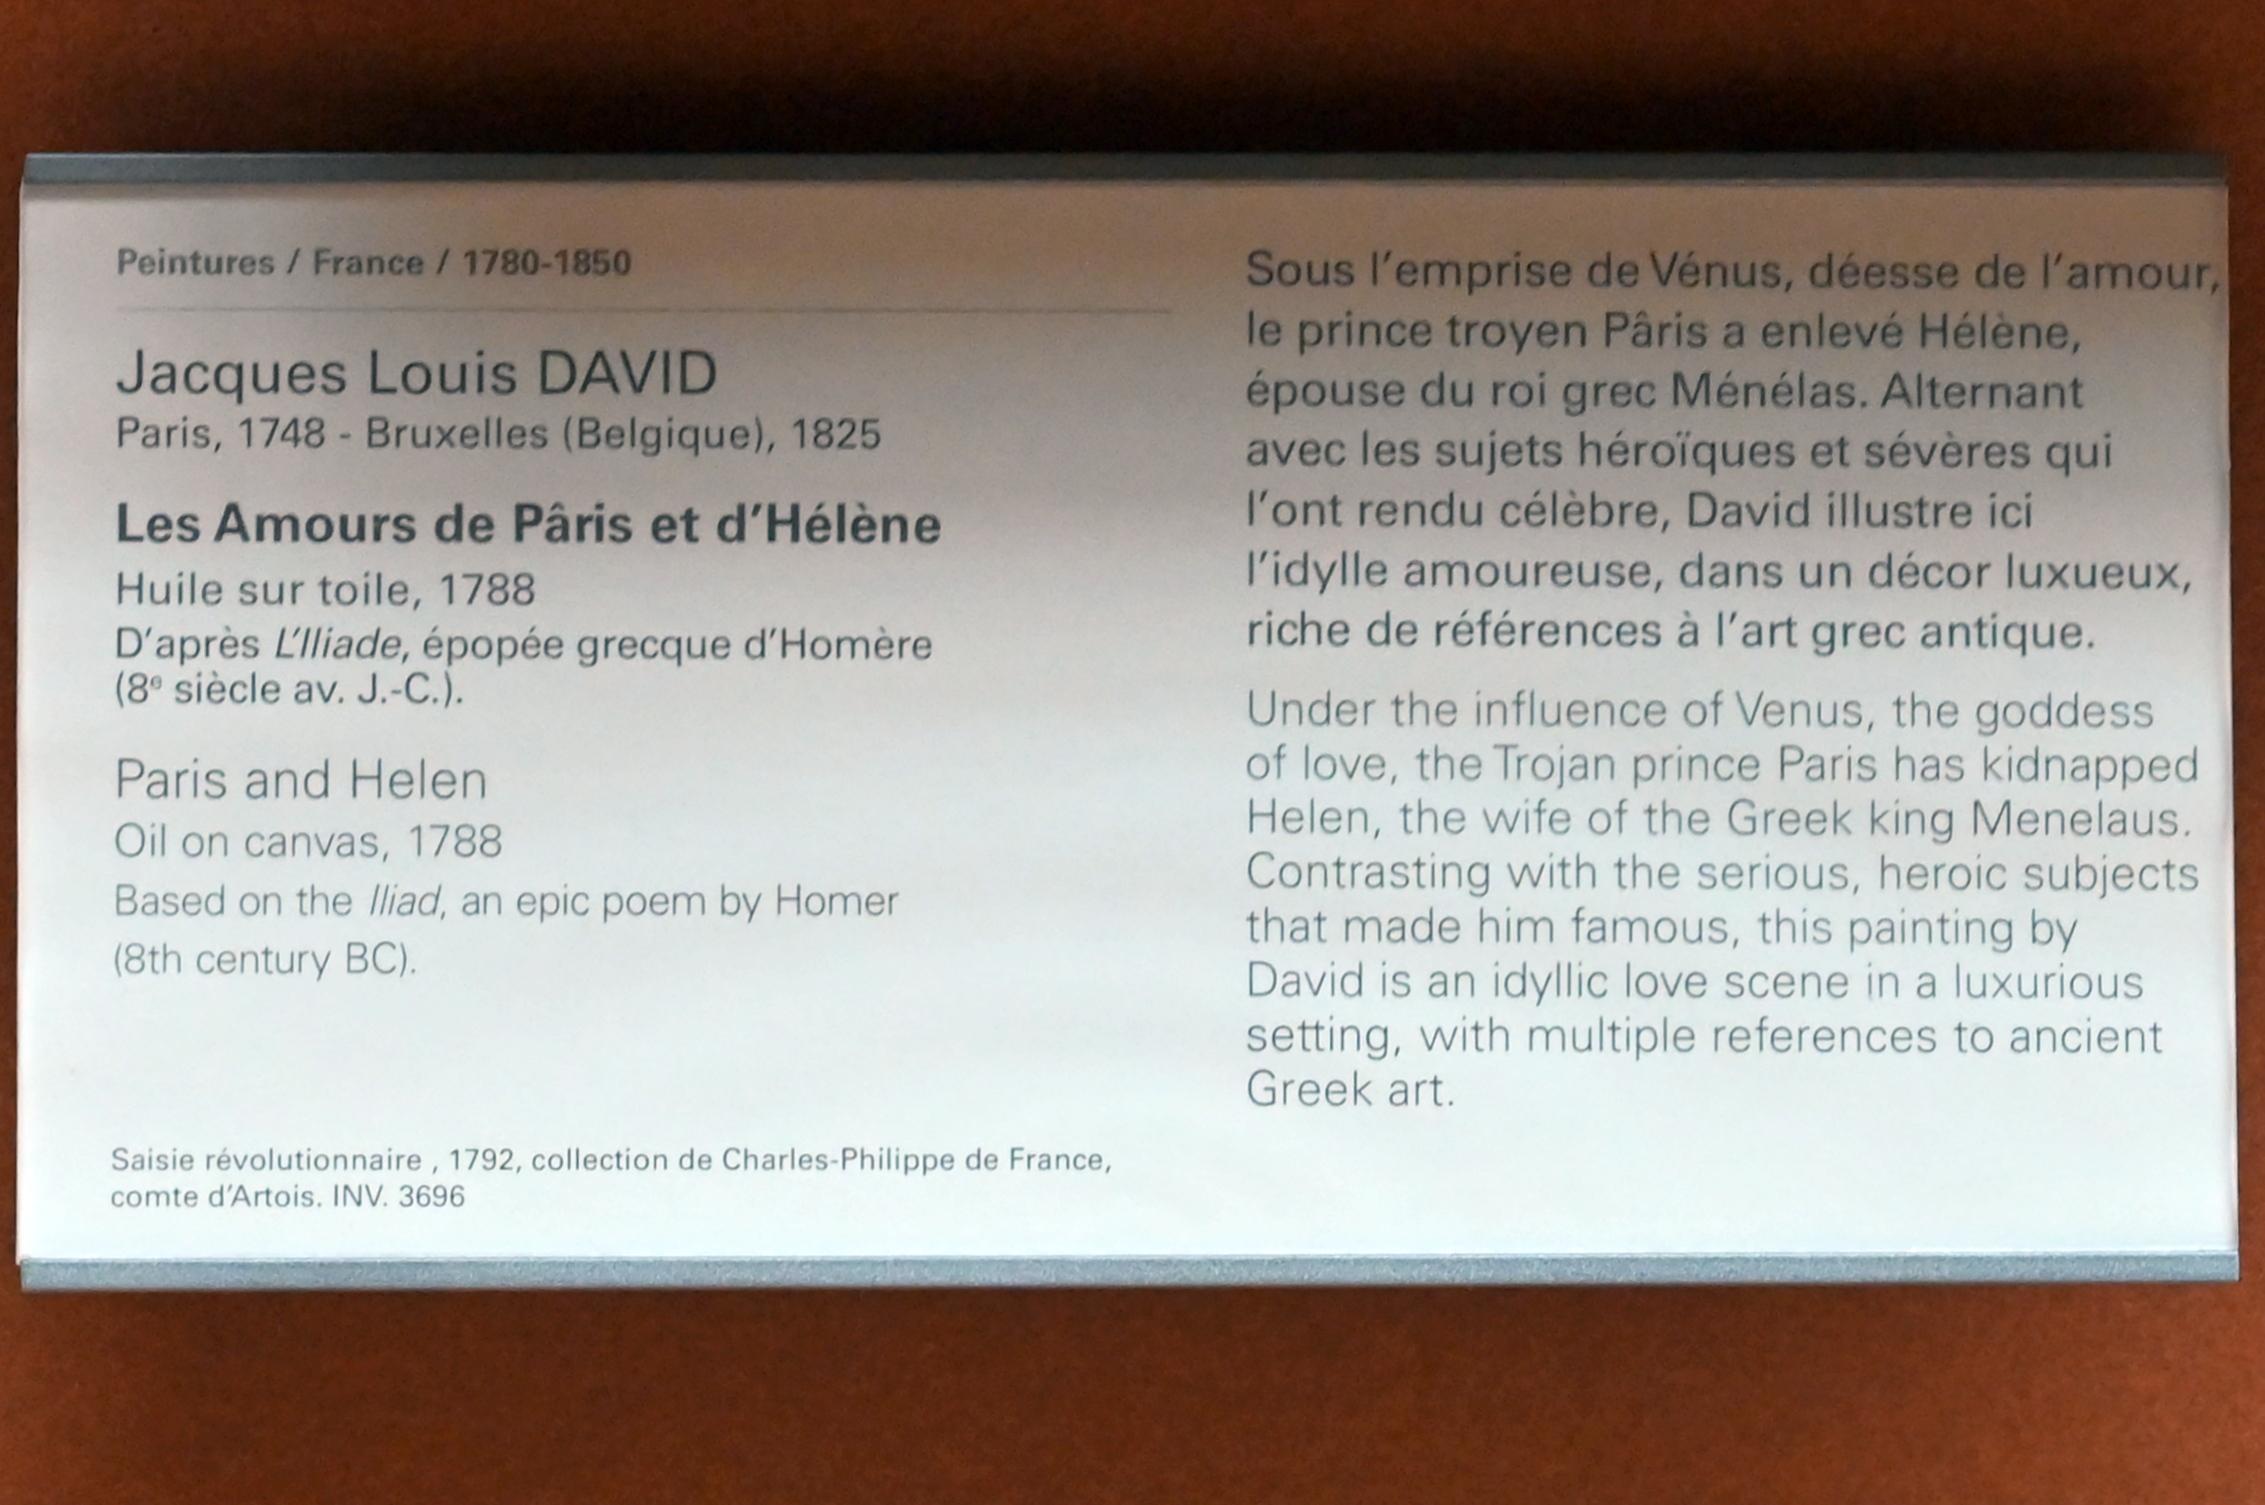 Peintures / France / 1780-1850
Jacques Louis DAVID
Paris, 1748 - Bruxelles (Belgique), 1825
Les Amours de Pâris et d'Hélène
Huile sur toile, 1788
D'après L'Iliade, épopée grecque d'Homère
(8e siècle av. J.-C.).
Paris and Helen
Oil on canvas, 1788
Based on the Iliad, an epic poem by Homer
(8th century BC).
Saisie révolutionnaire , 1792, collection de Charles-Philippe de France,
comte d'Artois. INV. 3696
Sous l'emprise de Vénus, déesse de l'amour,
le prince troyen Pâris a enlevé Hélène,
épouse du roi grec Ménélas. Alternant
avec les sujets héroïques et sévères qui
l'ont rendu célèbre, David illustre ici
l'idylle amoureuse, dans un décor luxueux,
riche de références à l'art grec antique.
Under the influence of Venus, the goddess
of love, the Trojan prince Paris has kidnapped
Helen, the wife of the Greek king Menelaus.
Contrasting with the serious, heroic subjects
that made him famous, this painting by
David is an idyllic love scene in a luxurious
setting, with multiple references to ancient
Greek art.